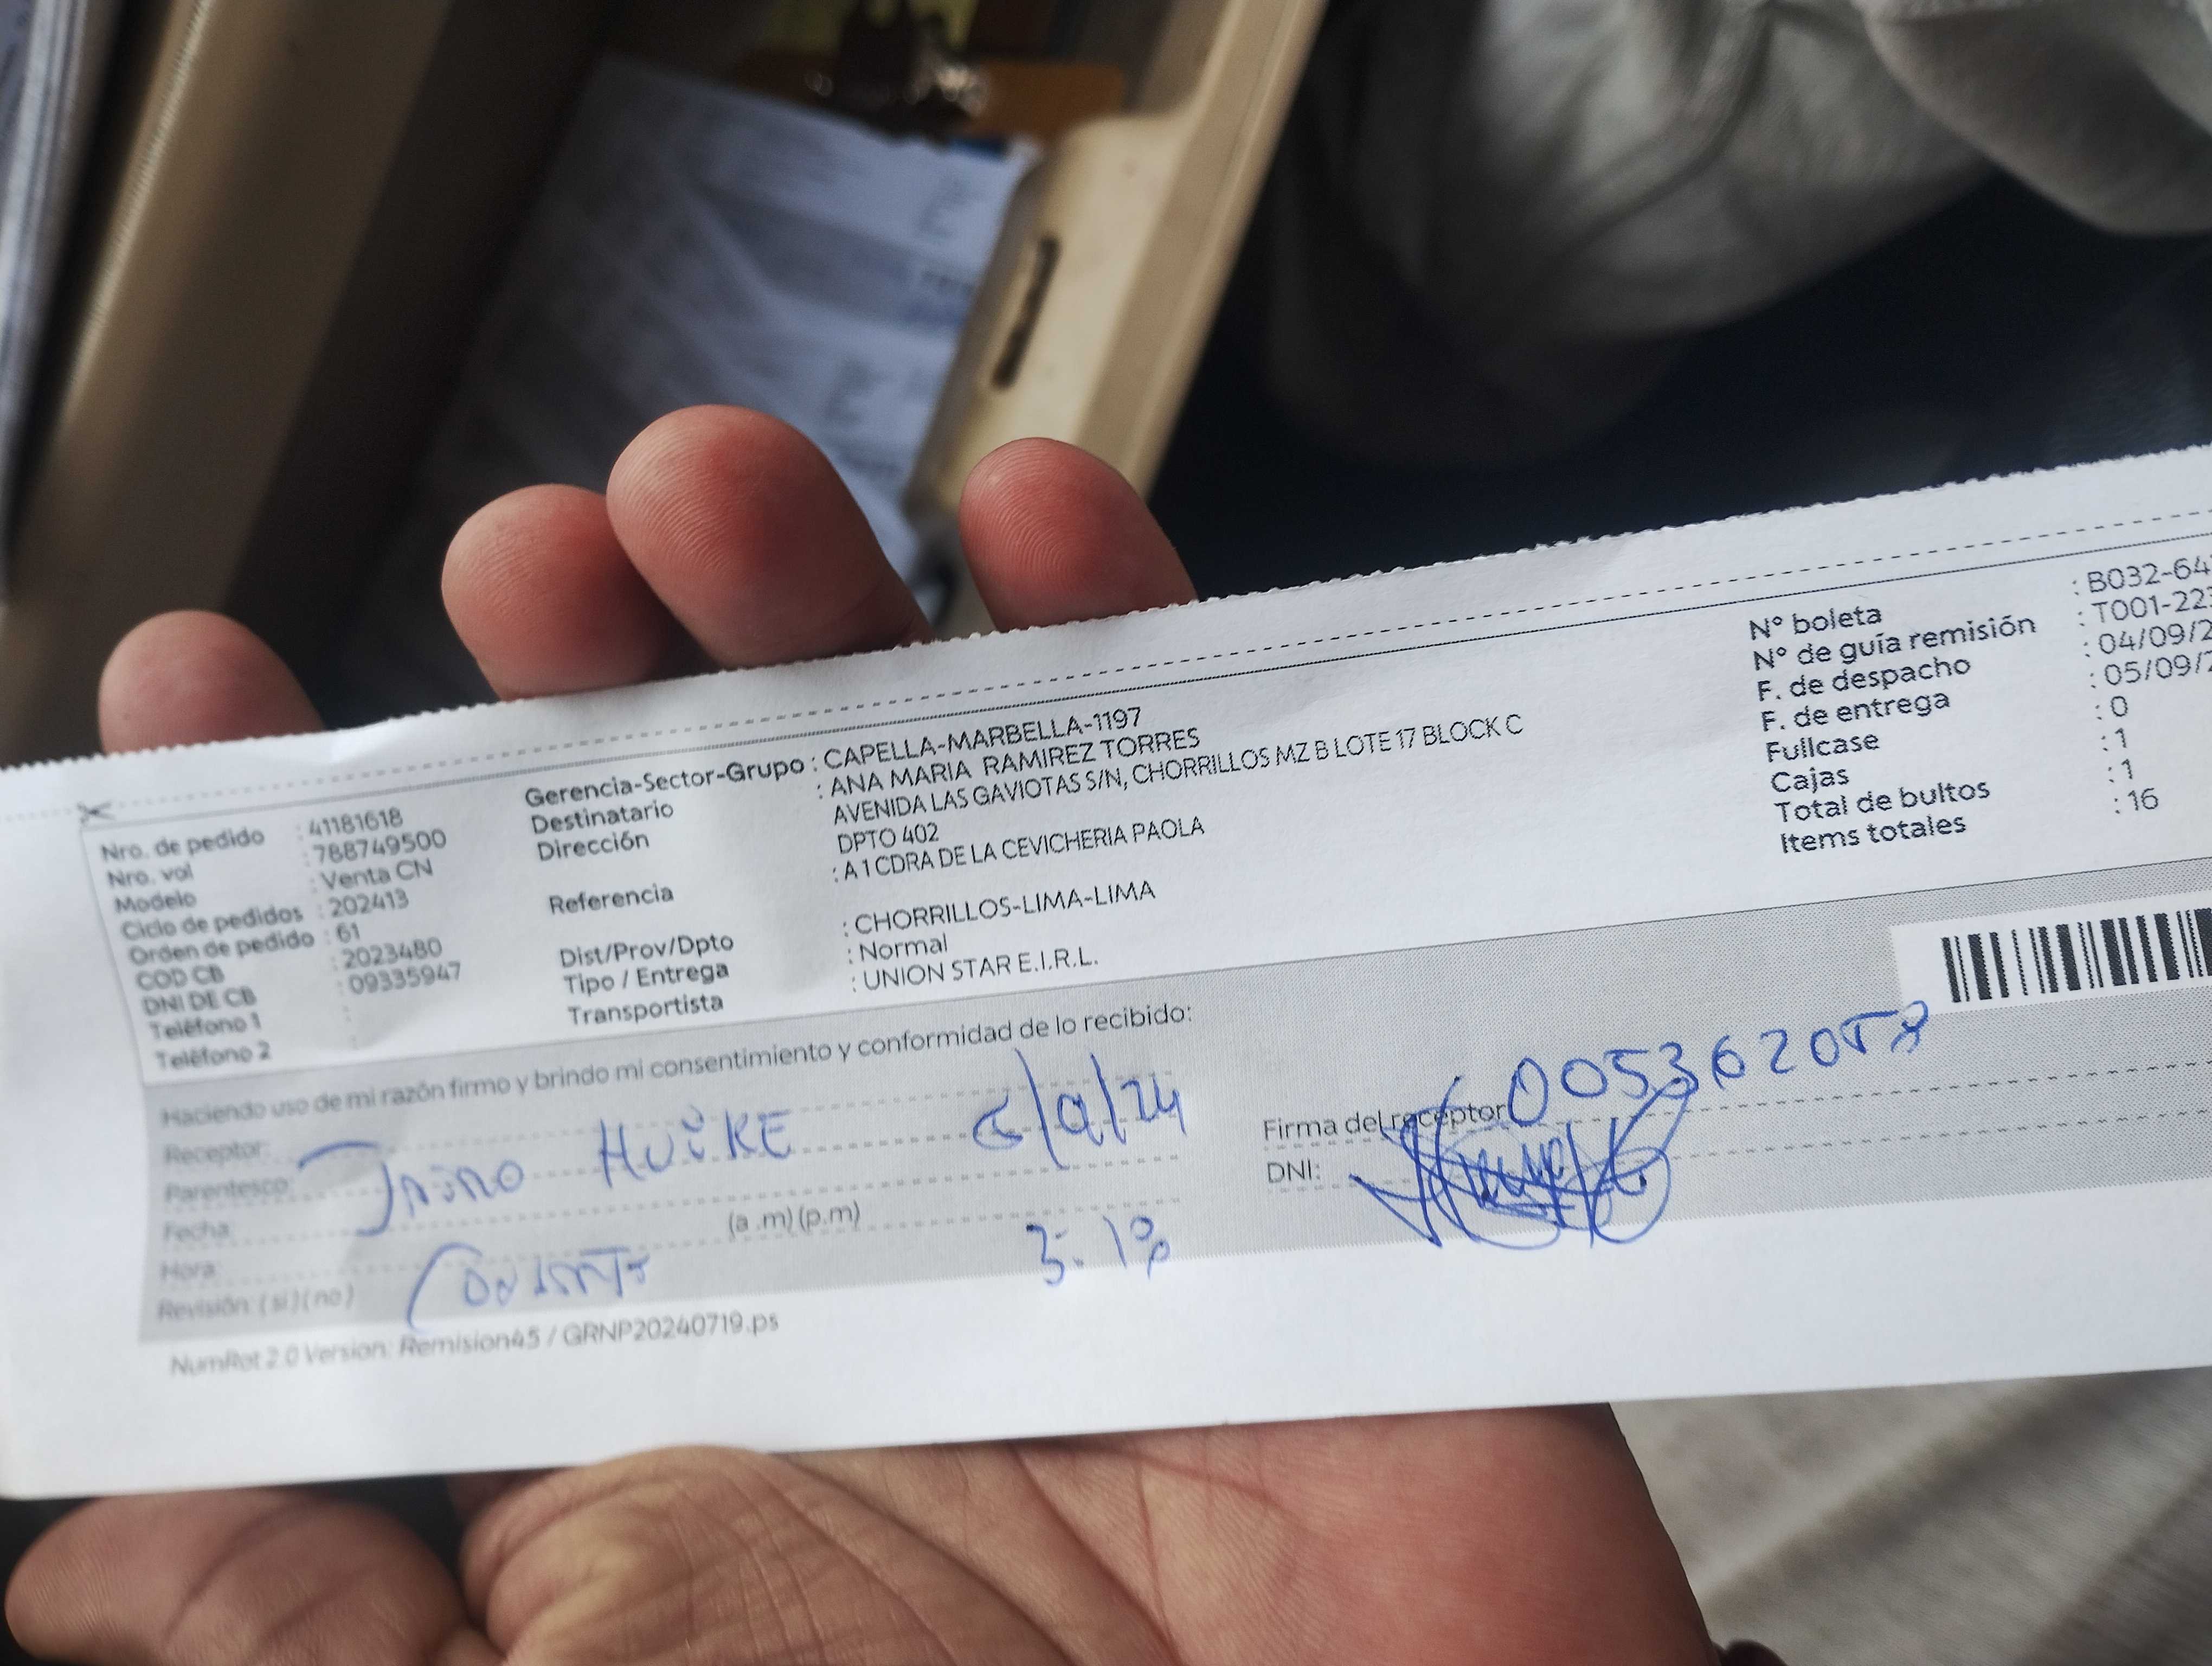 Nro. de pedido : 41181618
Nro. vol : 788749500
Modelo : Venta CN
Ciclo de pedidos : 202413
Orden de pedido : 61
COD CB : 2023480
DNI DE CB : 09335947
Teléfono 1 :
Teléfono 2 :
Gerencia-Sector-Grupo : CAPELLA-MARBELLA-1197
Destinatario : ANA MARIA RAMIREZ TORRES
Dirección AVENIDA LAS GAVIOTAS S/N, CHORRILLOS MZ B LOTE 17 BLOCK C
DPTO 402
Referencia : A 1 CDRA DE LA CEVICHERIA PAOLA
Dist/Prov/Dpto : CHORRILLOS-LIMA-LIMA
Tipo / Entrega : Normal
Transportista : UNION STAR E.I.R.L.
N° boleta : B032-64
N° de guía remisión : T001-22
F. de despacho : 04/09/2
F. de entrega : 05/09/2
Fullcase : 0
Cajas : 1
Total de bultos : 1
Items totales : 16
Haciendo uso de mi razón firmo y brindo mi consentimiento y conformidad de lo recibido:
Receptor:
Parentesco: HUiKE
Fecha:
Hora: (a .m) (p.m)
Revisión: ( si ) ( no )
Firma del receptor
DNI:
NumRot 2.0 Version: Remision45 / GRNP20240719.ps